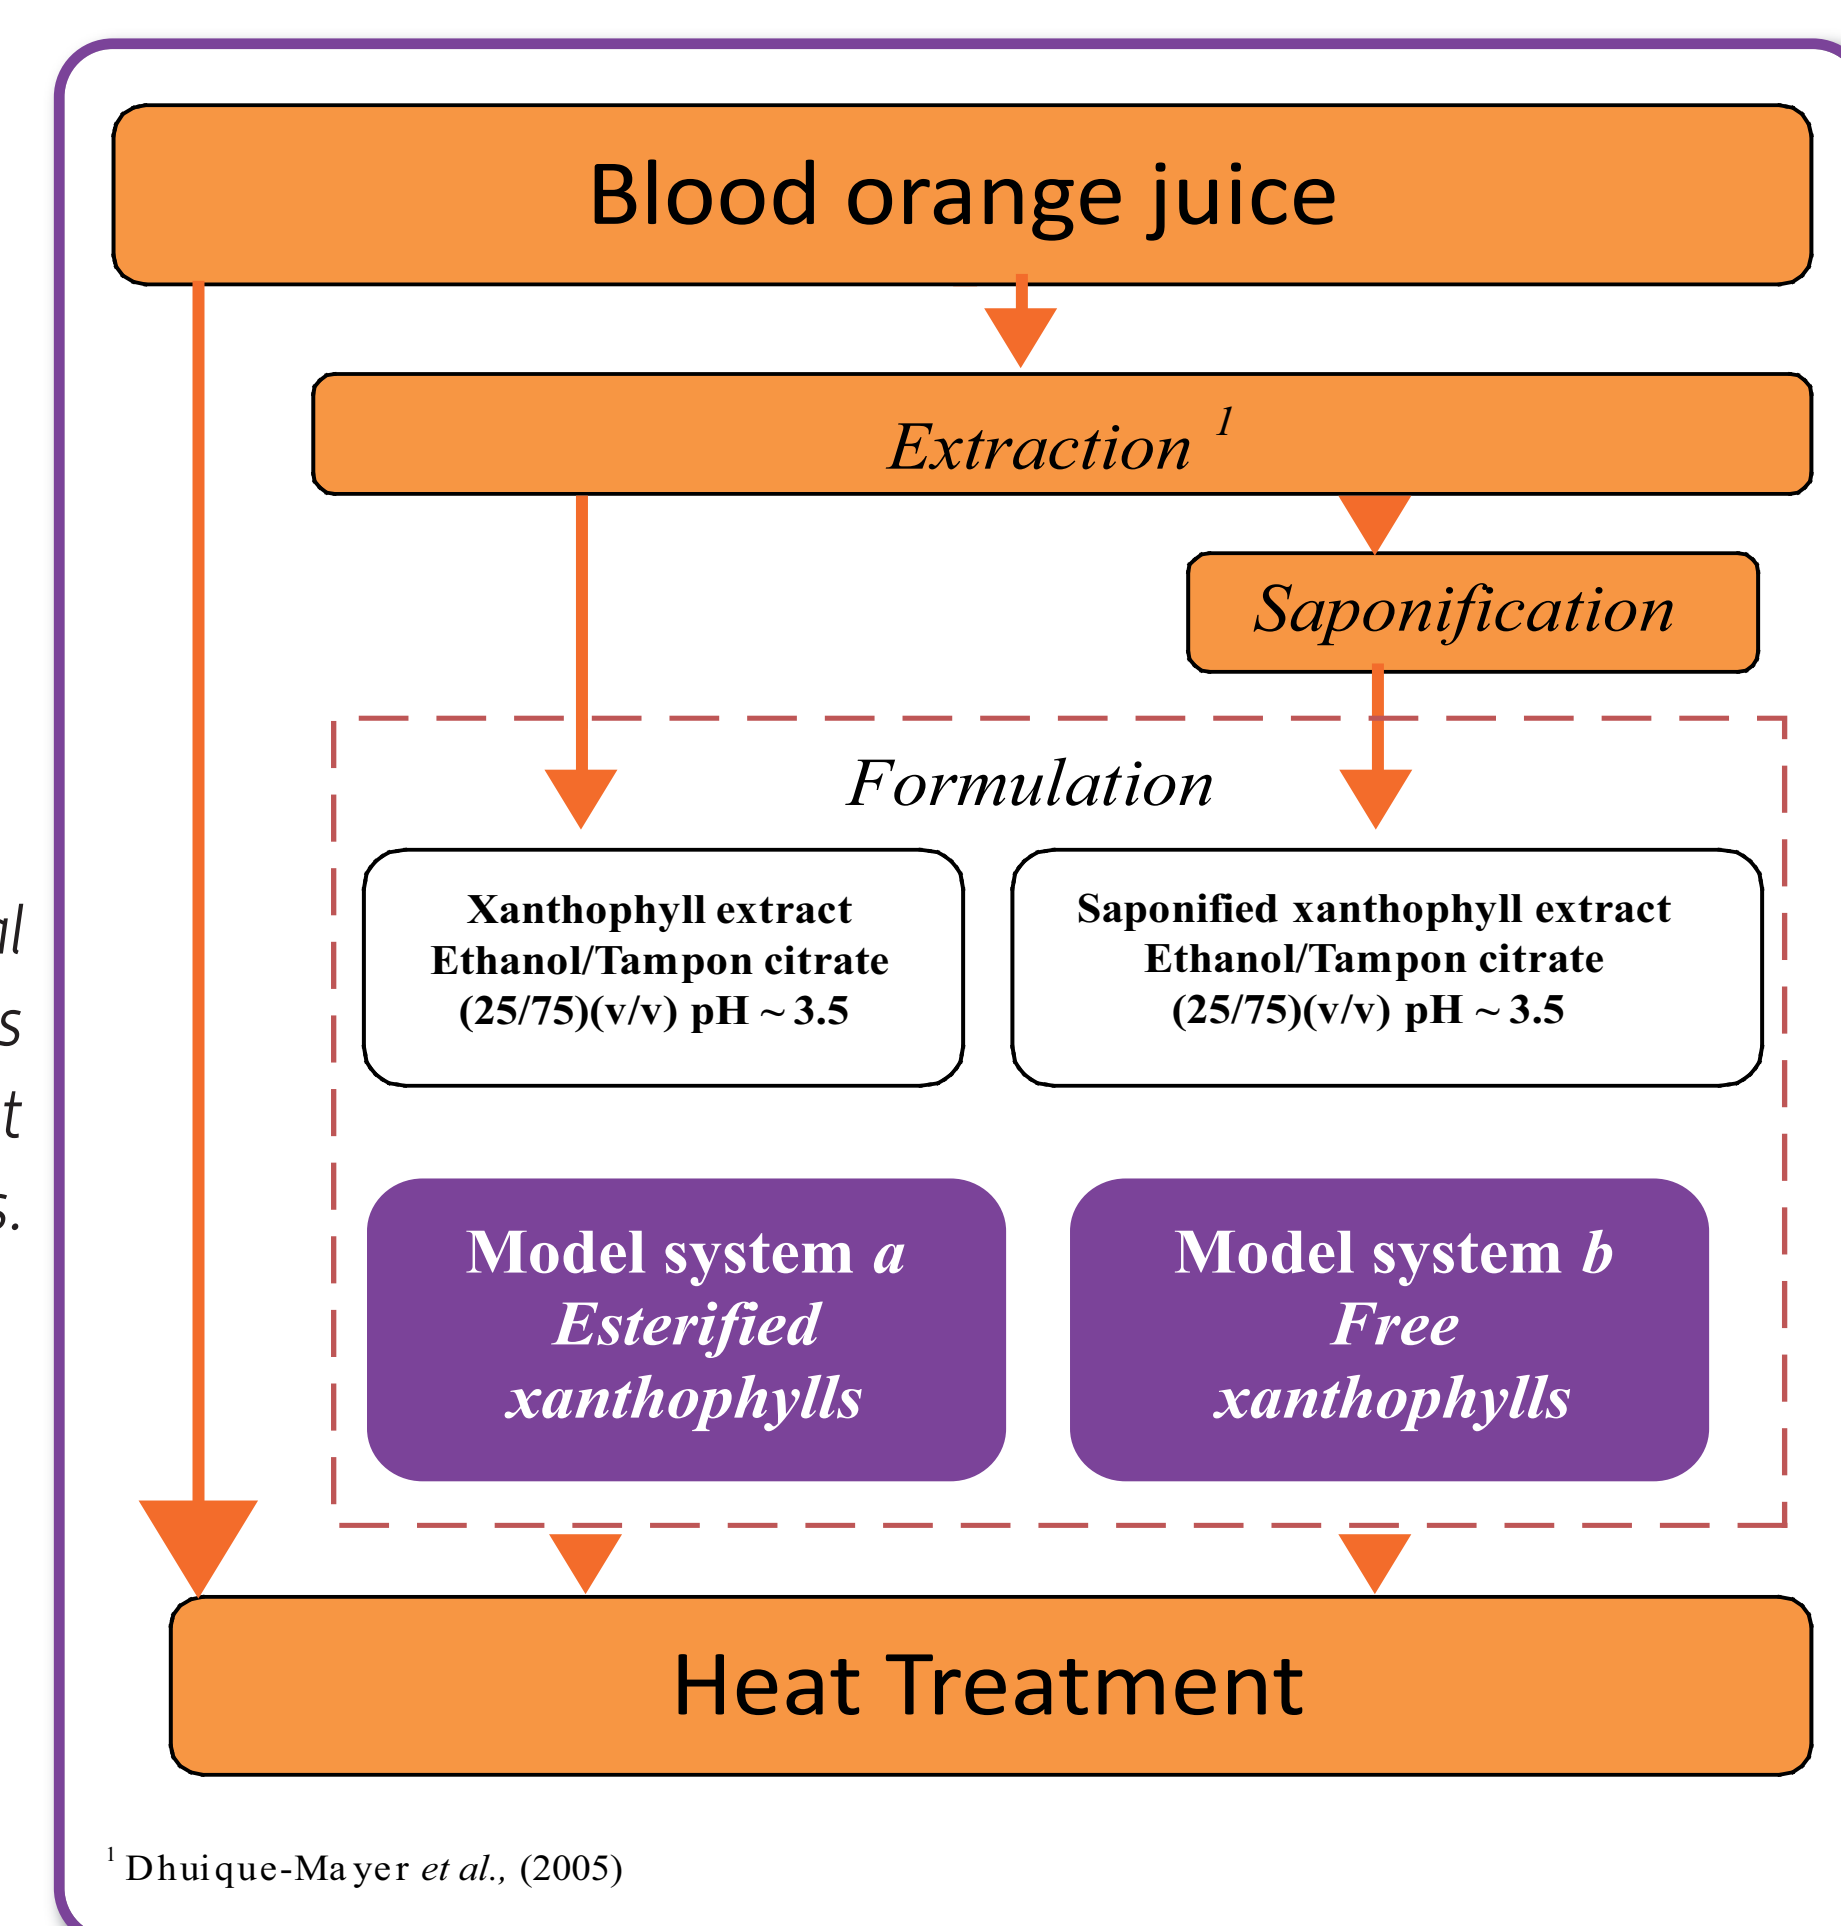 Blood orange juice
Extraction 1
Saponification
Formulation
Xanthophyll extract
Ethanol/Tampon citrate
(25/75)(v/v) pH ~ 3.5
Saponified xanthophyll extract
Ethanol/Tampon citrate
(25/75)(v/v) pH ~ 3.5
al
s
t
s.
Model system a
Esterified
xanthophylls
Model system b
Free
xanthophylls
Heat Treatment
1 Dhuique-Mayer et al., (2005)